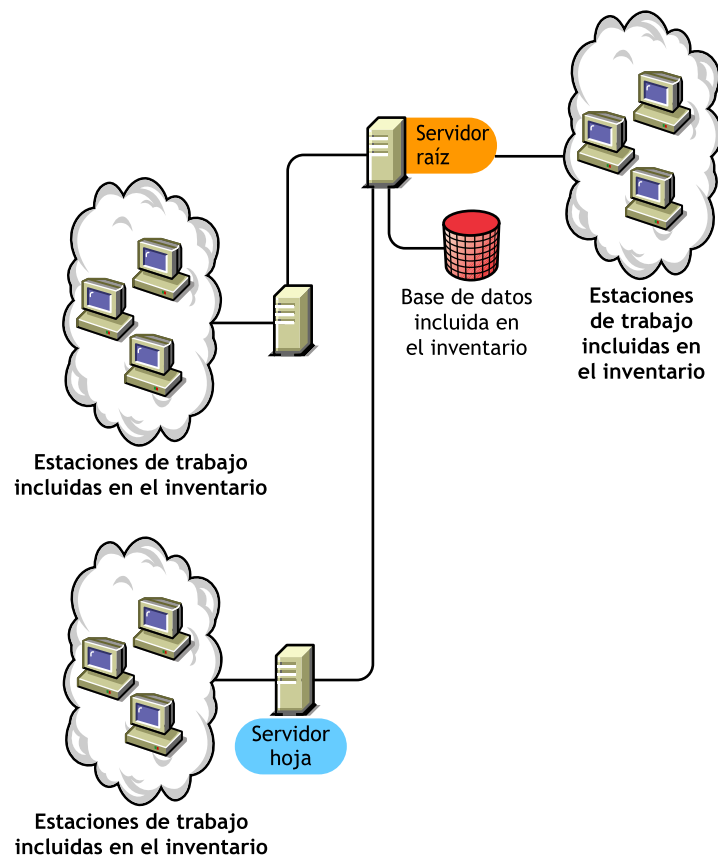 Servidor
raíz
Base de datos
incluida en
el inventario
Estaciones
de trabajo
incluidas en
el inventario
Estaciones de trabajo
incluidas en el inventario
Servidor
hoja
Estaciones de trabajo
incluidas en el inventario